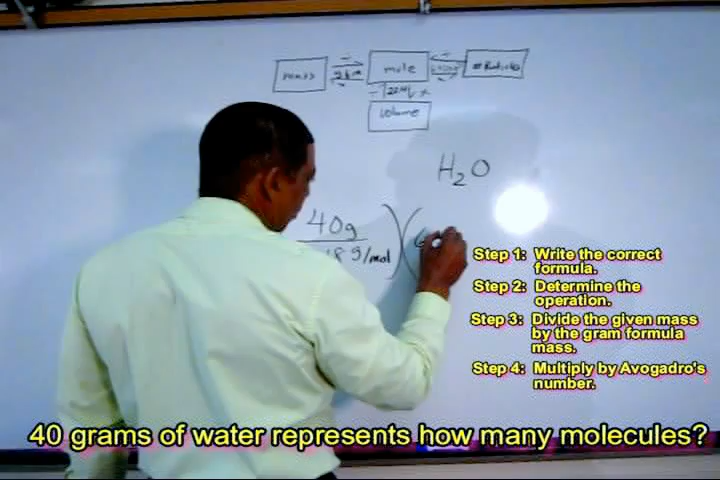 mass
mole
Volume
H₂O
40g
18 g/mol
Step 1: Write the correct
formula.
Step 2: Determine the
operation.
Step 3: Divide the given mass
by the gram formula
mass.
Step 4: Multiply by Avogadro's
number.
40 grams of water represents how many molecules?